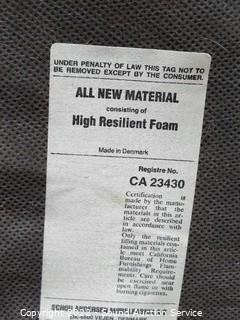 UNDER PENALTY OF LAW THIS TAG NOT TO
BE REMOVED EXCEPT BY THE CONSUMER.
ALL NEW MATERIAL
consisting of
High Resilient Foam
Made in Denmark
Registre No.
CA 23430
Certification is
made by the manu-
facturer that the
materials in this ar-
ticle are described
in accordance with
law.
Only the resilient
filling materials con-
tained in this artic-
le meet California
Bureau of Home
Furnishings Flam-
mability Require-
ments. Care should
be exercised near
open flame or with
burning cigarettes.
Sound Auction Service